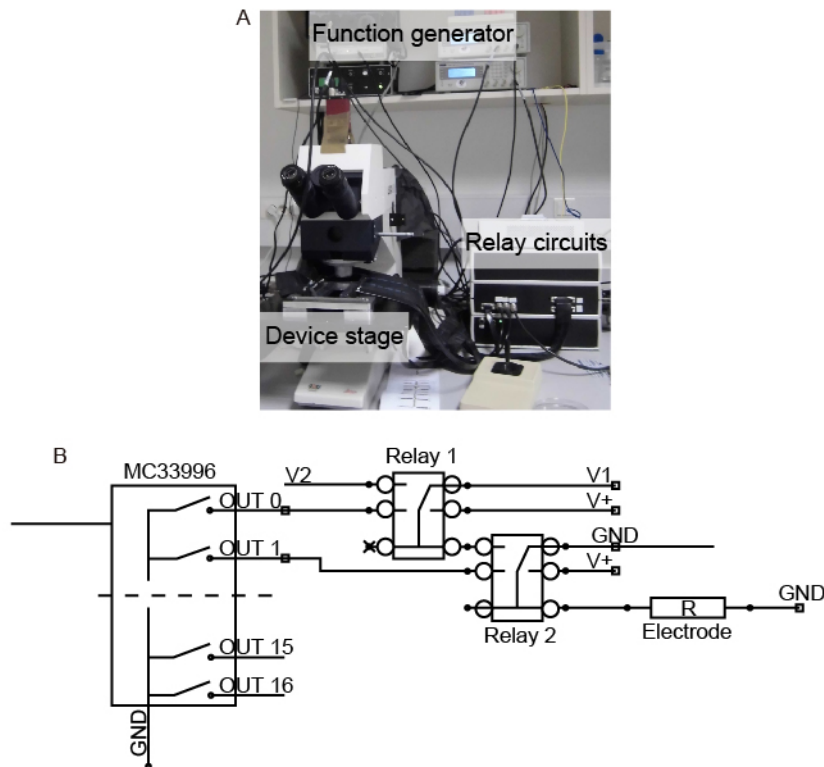 A
Function generator
Relay circuits
Device stage
B
MC33996
Relay 1
V2
V1
OUT 0
V+
OUT 1
GND
V+
GND
R
Relay 2
Electrode
OUT 15
OUT 16
GND